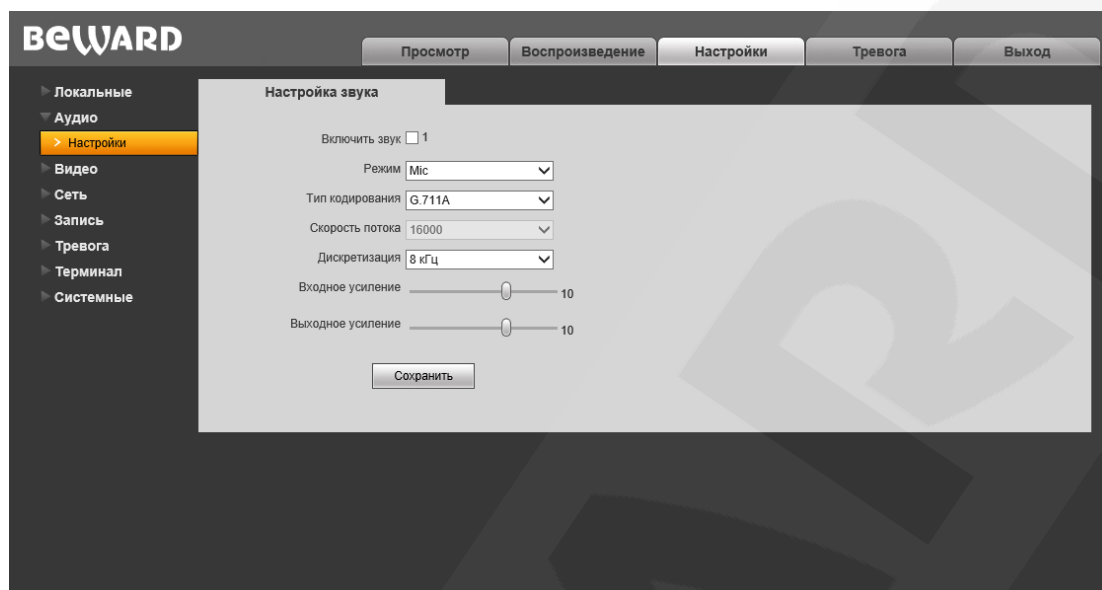 BEWARD
Просмотр Воспроизведение Настройки Тревога Выход
Локальные
Аудио
> Настройки
Видео
Сеть
Запись
Тревога
Терминал
Системные
Настройка звука
Включить звук 1
Режим Mic
Тип кодирования G.711A
Скорость потока 16000
Дискретизация 8 кГц
Входное усиление 10
Выходное усиление 10
Сохранить